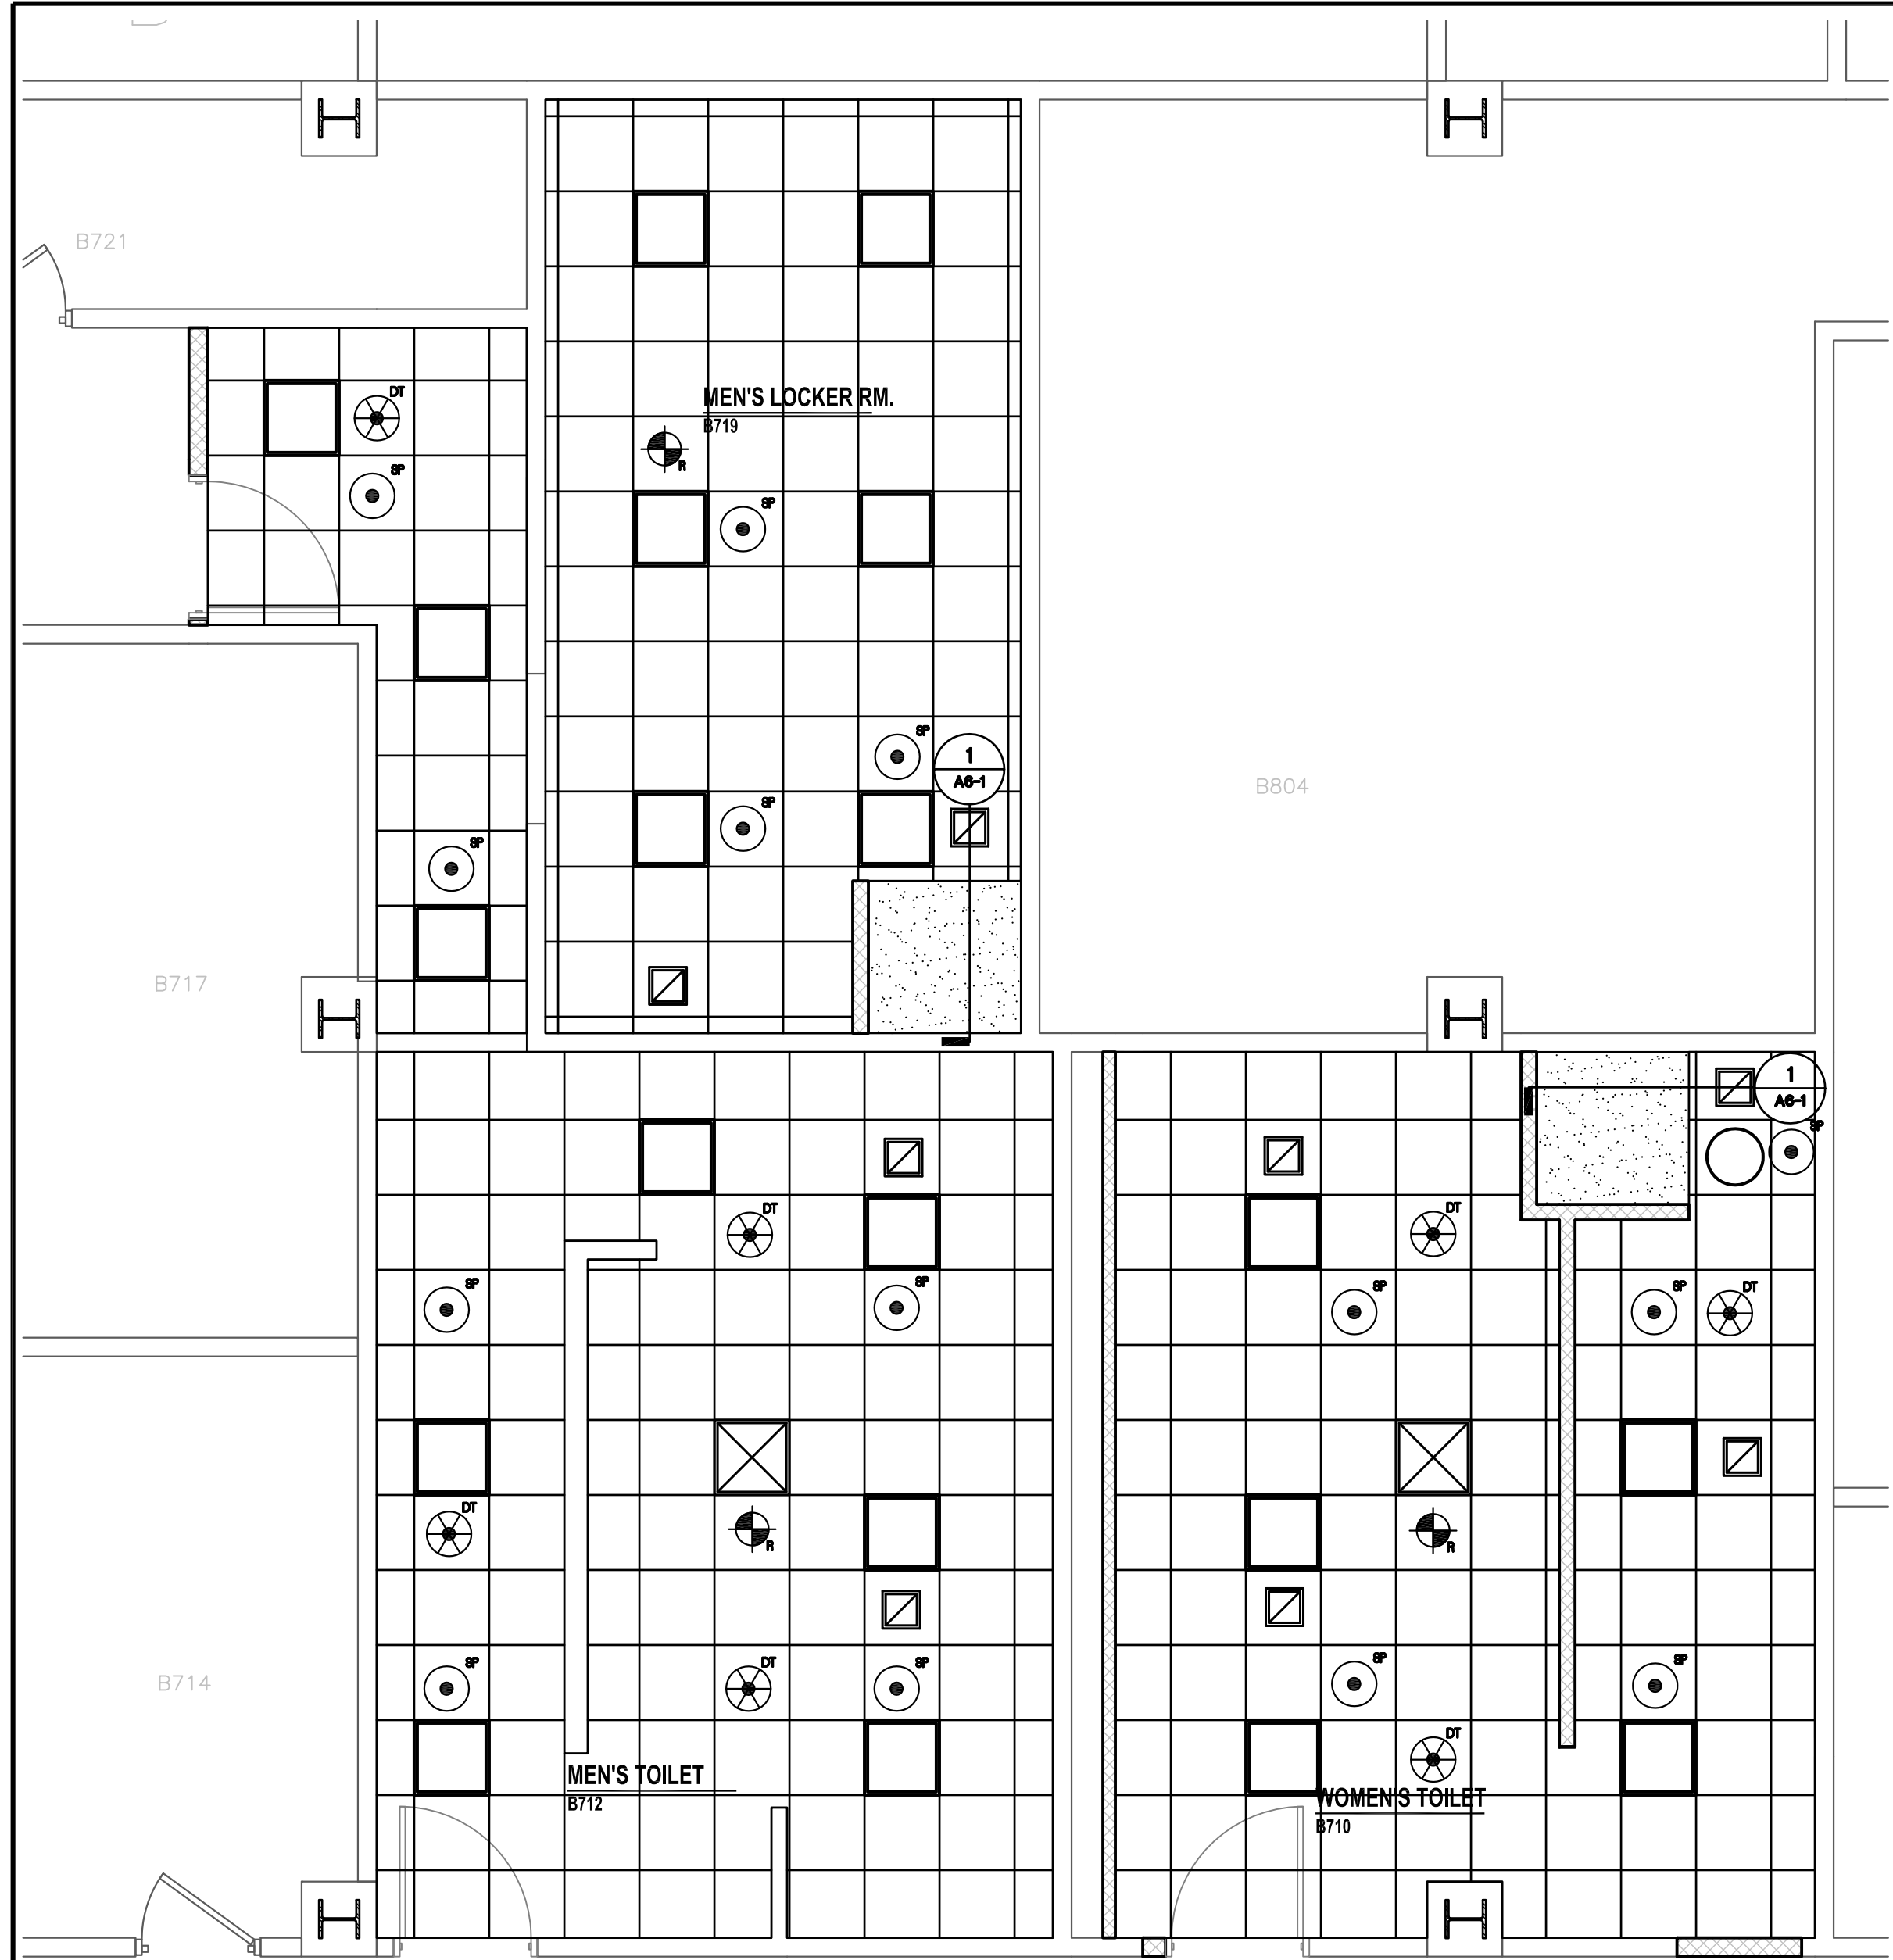 B721
DT
MEN'S LOCKER RM.
B719
SP
R
SP
SP
1
A6-1
B804
SP
SP
B717
1
A6-1
SP
DT
DT
SP
SP
SP
SP
DT
DT
R
R
SP
DT
SP
SP
SP
B714
DT
MEN'S TOILET
B712
WOMEN'S TOILET
B710